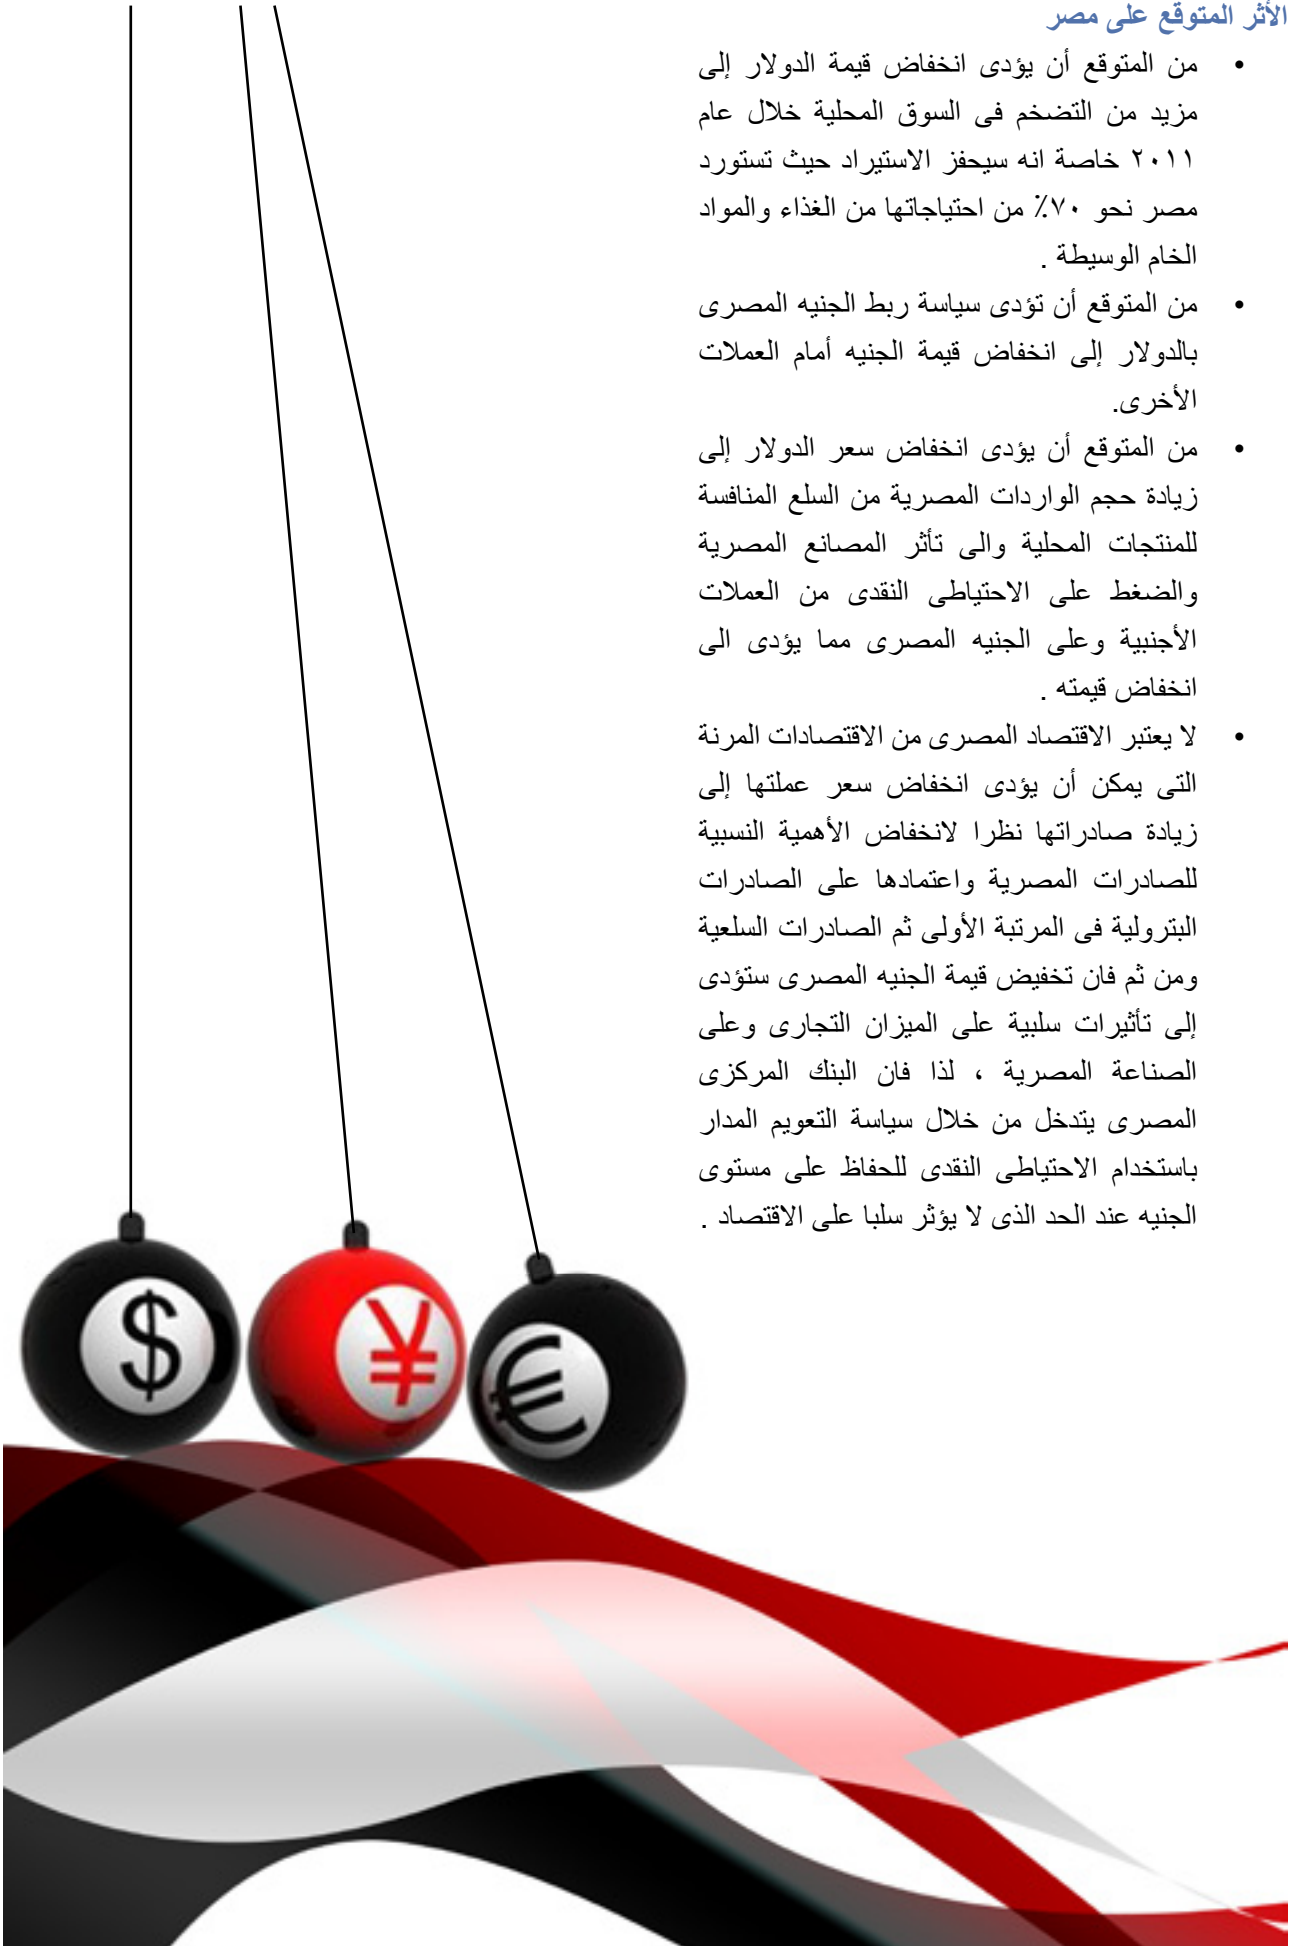 الأثر المتوقع على مصر
• من المتوقع أن يؤدى انخفاض قيمة الدولار إلى
مزيد من التضخم فى السوق المحلية خلال عام
٢٠١١ خاصة انه سيحفز الاستيراد حيث تستورد
مصر نحو ٧٠٪ من احتياجاتها من الغذاء والمواد
الخام الوسيطة .
• من المتوقع أن تؤدى سياسة ربط الجنيه المصرى
بالدولار إلى انخفاض قيمة الجنيه أمام العملات
الأخرى.
• من المتوقع أن يؤدى انخفاض سعر الدولار إلى
زيادة حجم الواردات المصرية من السلع المنافسة
للمنتجات المحلية والى تأثر المصانع المصرية
والضغط على الاحتياطى النقدى من العملات
الأجنبية وعلى الجنيه المصرى مما يؤدى الى
انخفاض قيمته .
• لا يعتبر الاقتصاد المصرى من الاقتصادات المرنة
التى يمكن أن يؤدى انخفاض سعر عملتها إلى
زيادة صادراتها نظرا لانخفاض الأهمية النسبية
للصادرات المصرية واعتمادها على الصادرات
البترولية فى المرتبة الأولى ثم الصادرات السلعية
ومن ثم فان تخفيض قيمة الجنيه المصرى ستؤدى
إلى تأثيرات سلبية على الميزان التجارى وعلى
الصناعة المصرية ، لذا فان البنك المركزى
المصرى يتدخل من خلال سياسة التعويم المدار
باستخدام الاحتياطى النقدى للحفاظ على مستوى
الجنيه عند الحد الذى لا يؤثر سلبا على الاقتصاد .
$ ¥ €